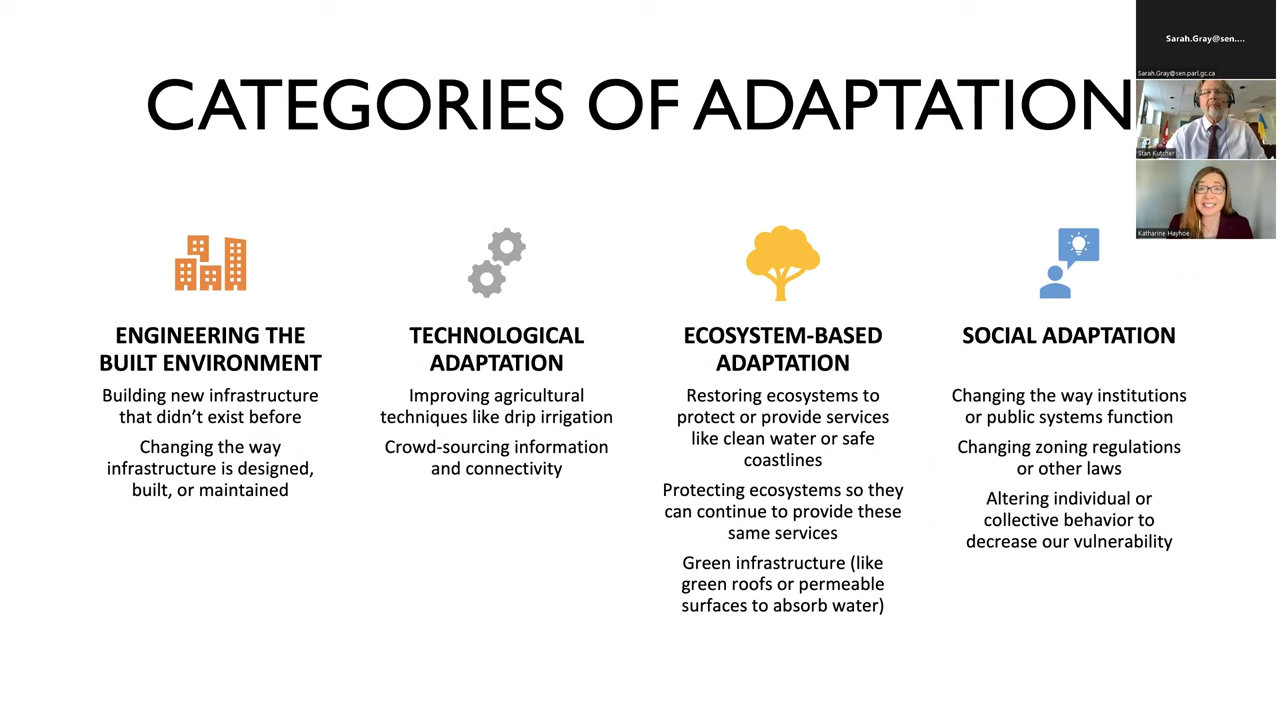 CATEGORIES OF ADAPTATION
Sarah.Gray@sen....
Sarah.Gray@sen.parl.gc.ca
Stan Kutcher
Katharine Hayhoe
ENGINEERING THE
BUILT ENVIRONMENT
Building new infrastructure
that didn’t exist before
Changing the way
infrastructure is designed,
built, or maintained
TECHNOLOGICAL
ADAPTATION
Improving agricultural
techniques like drip irrigation
Crowd-sourcing information
and connectivity
ECOSYSTEM-BASED
ADAPTATION
Restoring ecosystems to
protect or provide services
like clean water or safe
coastlines
Protecting ecosystems so they
can continue to provide these
same services
Green infrastructure (like
green roofs or permeable
surfaces to absorb water)
SOCIAL ADAPTATION
Changing the way institutions
or public systems function
Changing zoning regulations
or other laws
Altering individual or
collective behavior to
decrease our vulnerability